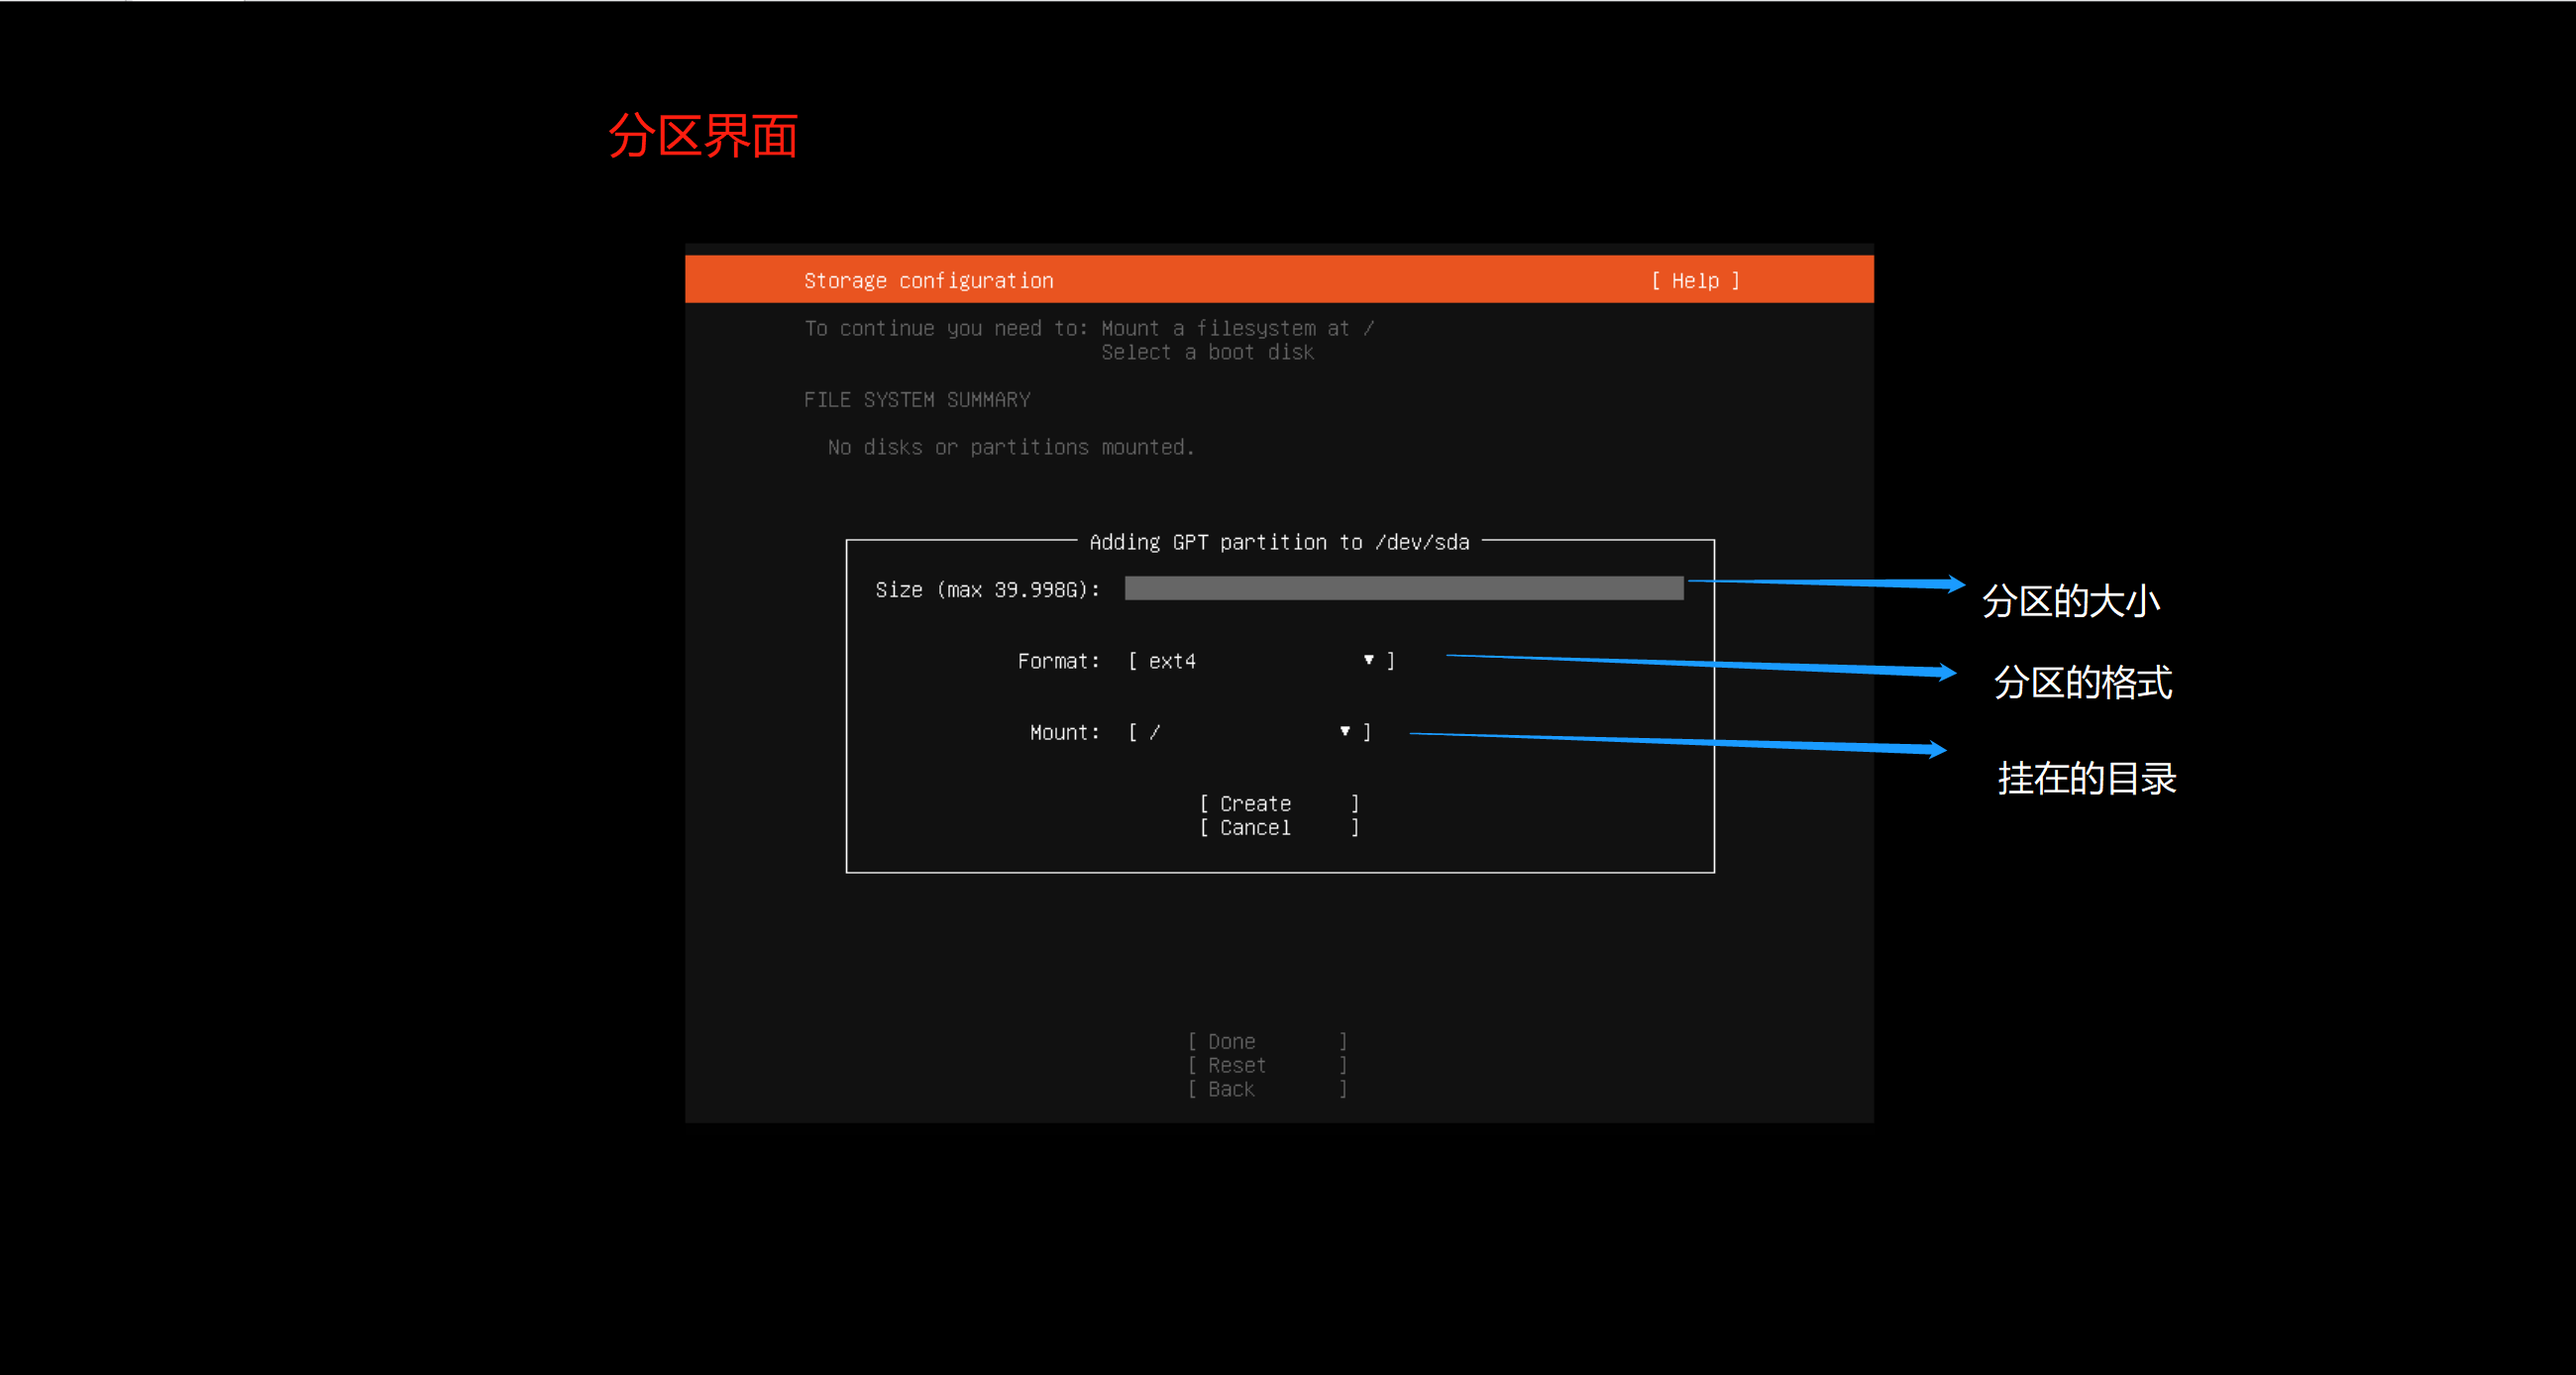 分区界面
Storage configuration [ Help ]
To continue you need to: Mount a filesystem at /
Select a boot disk
FILE SYSTEM SUMMARY
No disks or partitions mounted.
Adding GPT partition to /dev/sda
Size (max 39.998G):
分区的大小
Format: [ ext4 ▼ ]
分区的格式
Mount: [ / ▼ ]
挂在的目录
[ Create ]
[ Cancel ]
[ Done ]
[ Reset ]
[ Back ]